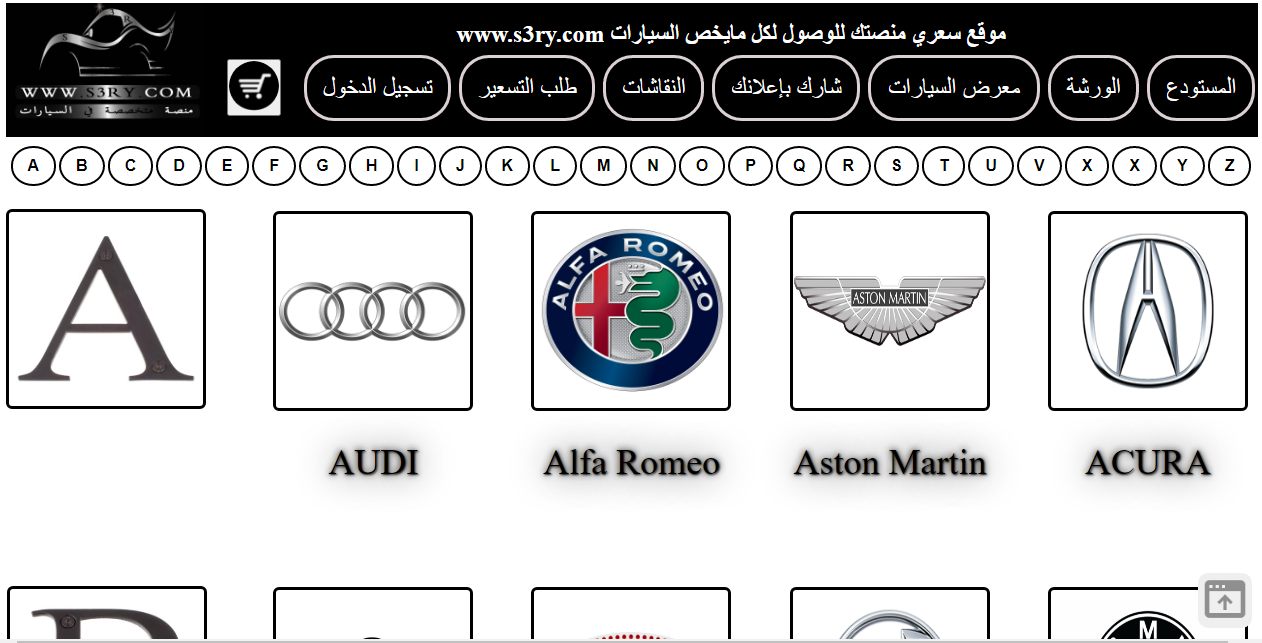 موقع سعري منصتك للوصول لكل مايخص السيارات www.s3ry.com
S
WWW.S3RY.COM
منصة متخصصة في السيارات
المستودع
الورشة
معرض السيارات
شارك بإعلانك
النقاشات
طلب التسعير
تسجيل الدخول
A B C D E F G H I J K L M N O P Q R S T U V X X Y Z
A
ALFA ROMEO
ASTON MARTIN
AUDI
Alfa Romeo
Aston Martin
ACURA
M